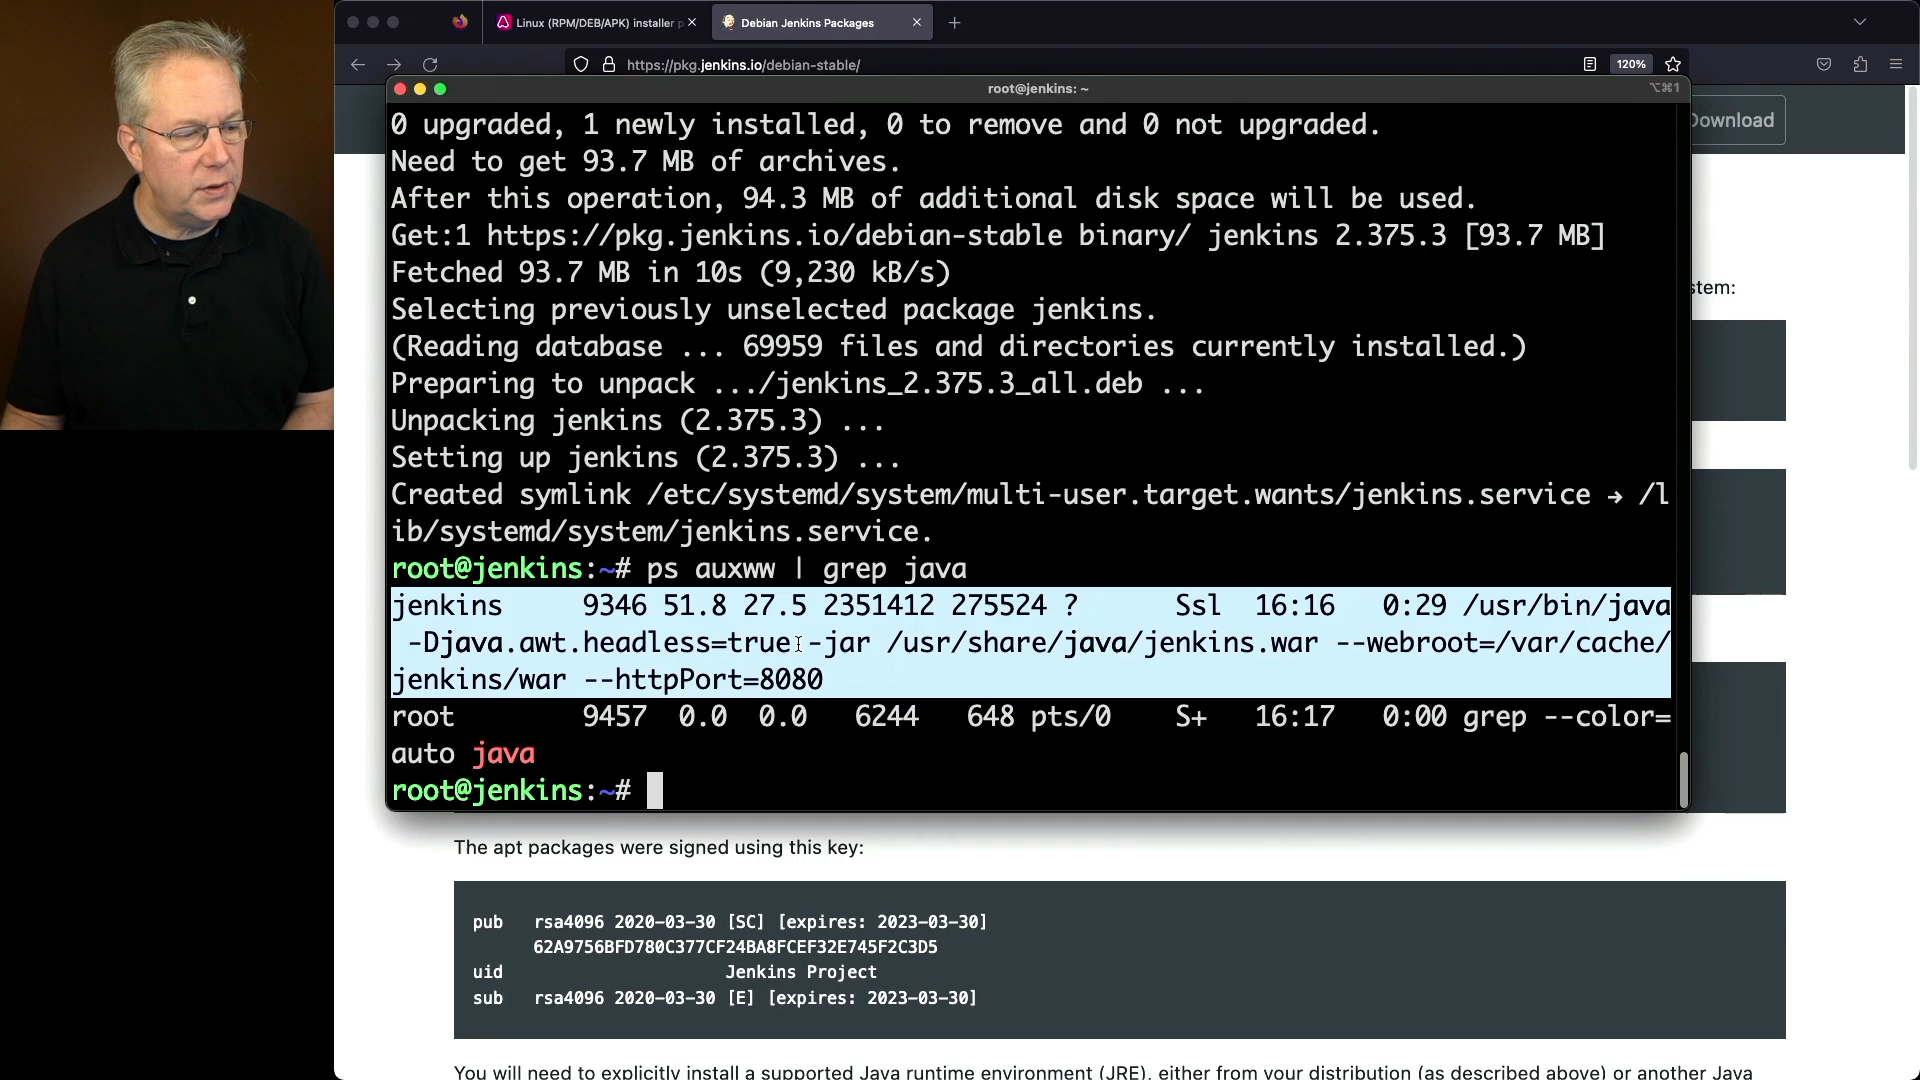 Linux (RPM/DEB/APK) installer p
Debian Jenkins Packages
https://pkg.jenkins.io/debian-stable/
120%
root@jenkins: ~
⌥⌘1
Download
0 upgraded, 1 newly installed, 0 to remove and 0 not upgraded.
Need to get 93.7 MB of archives.
After this operation, 94.3 MB of additional disk space will be used.
Get:1 https://pkg.jenkins.io/debian-stable binary/ jenkins 2.375.3 [93.7 MB]
Fetched 93.7 MB in 10s (9,230 kB/s)
Selecting previously unselected package jenkins.
stem:
(Reading database ... 69959 files and directories currently installed.)
Preparing to unpack .../jenkins_2.375.3_all.deb ...
Unpacking jenkins (2.375.3) ...
Setting up jenkins (2.375.3) ...
Created symlink /etc/systemd/system/multi-user.target.wants/jenkins.service → /l
ib/systemd/system/jenkins.service.
root@jenkins:~# ps auxww | grep java
jenkins 9346 51.8 27.5 2351412 275524 ? Ssl 16:16 0:29 /usr/bin/java
-Djava.awt.headless=true -jar /usr/share/java/jenkins.war --webroot=/var/cache/
jenkins/war --httpPort=8080
root 9457 0.0 0.0 6244 648 pts/0 S+ 16:17 0:00 grep --color=
auto java
root@jenkins:~#
The apt packages were signed using this key:
pub rsa4096 2020-03-30 [SC] [expires: 2023-03-30]
62A9756BFD780C377CF24BA8FCEF32E745F2C3D5
uid Jenkins Project
sub rsa4096 2020-03-30 [E] [expires: 2023-03-30]
You will need to explicitly install a supported Java runtime environment (JRE), either from your distribution (as described above) or another Java